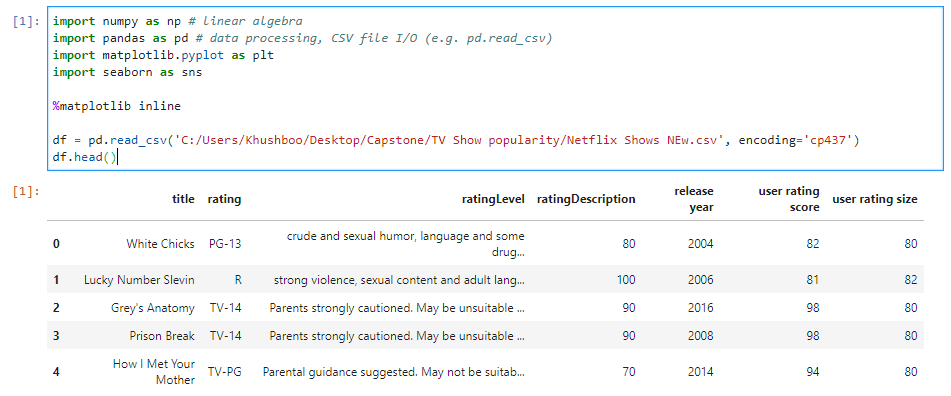 [1]: import numpy as np # linear algebra
import pandas as pd # data processing, CSV file I/O (e.g. pd.read_csv)
import matplotlib.pyplot as plt
import seaborn as sns
%matplotlib inline
df = pd.read_csv('C:/Users/Khushboo/Desktop/Capstone/TV Show popularity/Netflix Shows NEw.csv', encoding='cp437')
df.head()
[1]: title rating ratingLevel ratingDescription release year user rating score user rating size
0 White Chicks PG-13 crude and sexual humor, language and some drug... 80 2004 82 80
1 Lucky Number Slevin R strong violence, sexual content and adult lang... 100 2006 81 82
2 Grey's Anatomy TV-14 Parents strongly cautioned. May be unsuitable ... 90 2016 98 80
3 Prison Break TV-14 Parents strongly cautioned. May be unsuitable ... 90 2008 98 80
4 How I Met Your Mother TV-PG Parental guidance suggested. May not be suitab... 70 2014 94 80